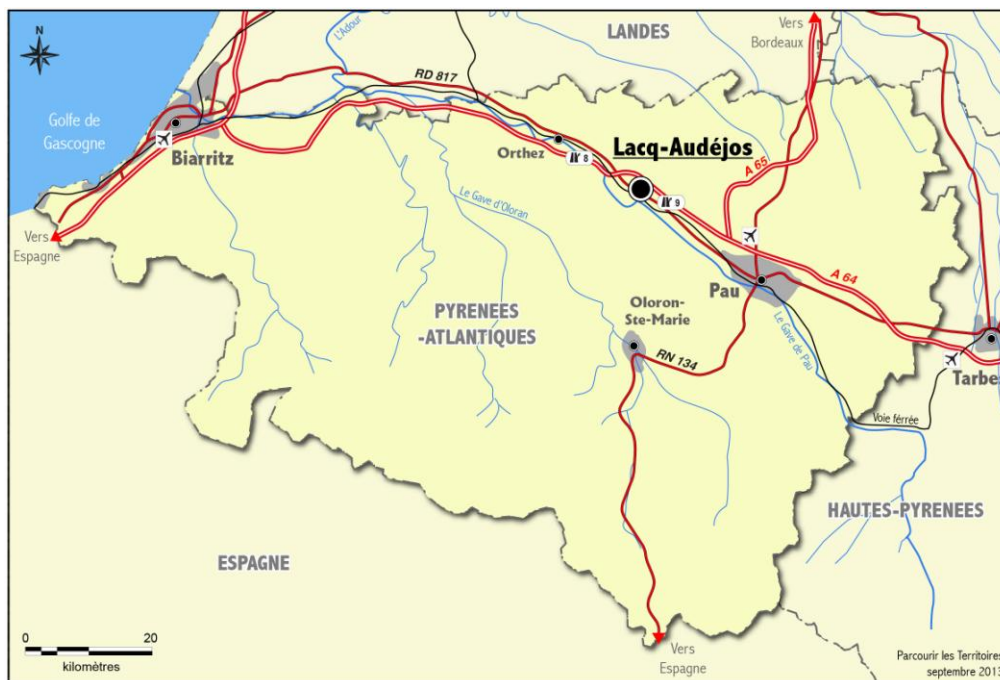 N
LANDES
Vers
Bordeaux
L'Adour
RD 817
Golfe de
Gascogne
Biarritz
Orthez
8
Lacq-Audéjos
A 65
9
Le Gave d'Oloran
Vers
Espagne
Pau
A 64
PYRENEES
-ATLANTIQUES
Oloron-
Ste-Marie
RN 134
Le Gave de Pau
Tarbes
Voie férrée
HAUTES-PYRENEES
ESPAGNE
0 20
kilomètres
Vers
Espagne
Parcourir les Territoires
septembre 2013